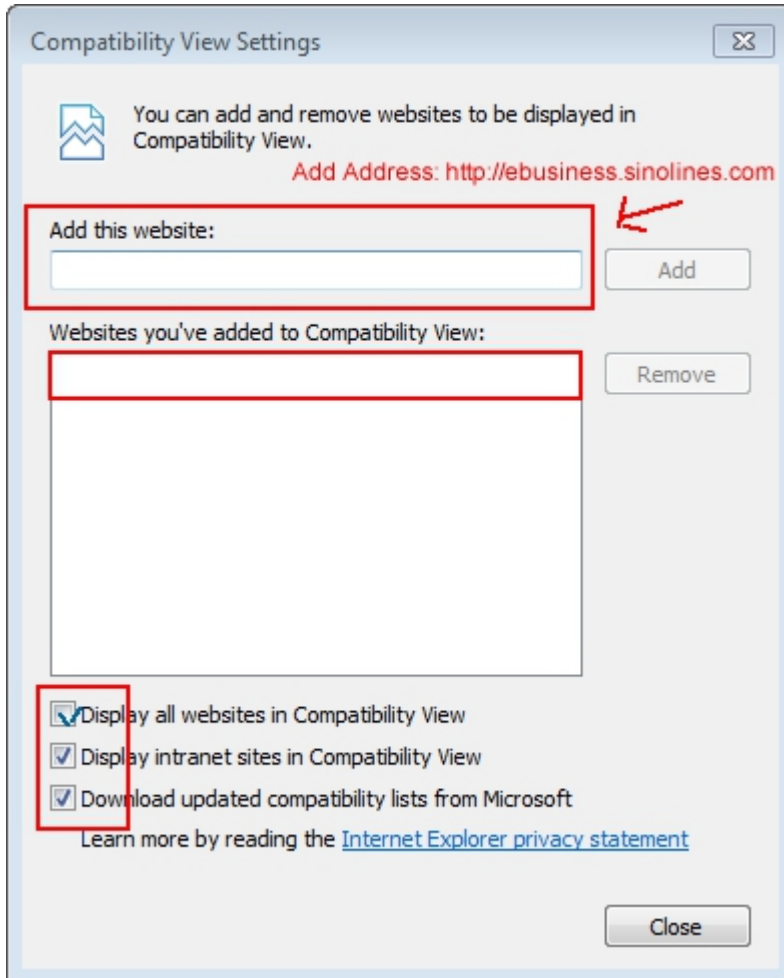 Compatibility View Settings
You can add and remove websites to be displayed in
Compatibility View.
Add Address: http://ebusiness.sinolines.com
Add this website:
Add
Websites you've added to Compatibility View:
Remove
Display all websites in Compatibility View
Display intranet sites in Compatibility View
Download updated compatibility lists from Microsoft
Learn more by reading the Internet Explorer privacy statement
Close